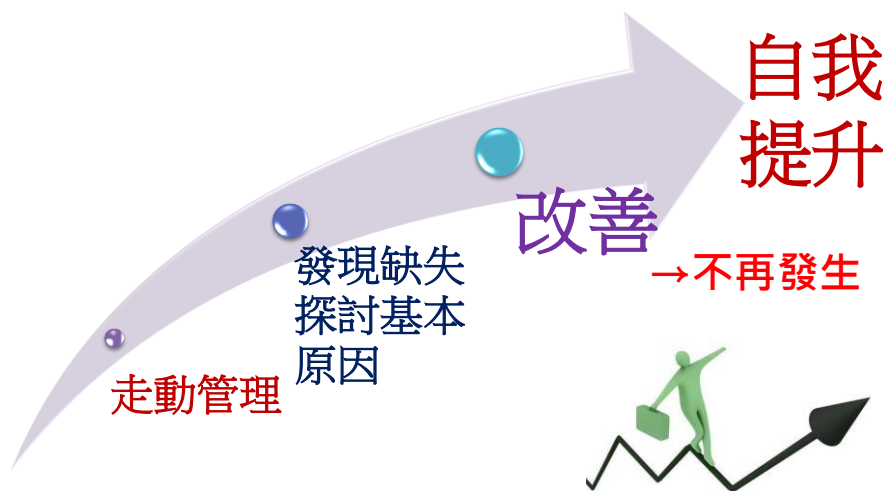 走動管理
發現缺失
探討基本
原因
改善
→不再發生
自我
提升